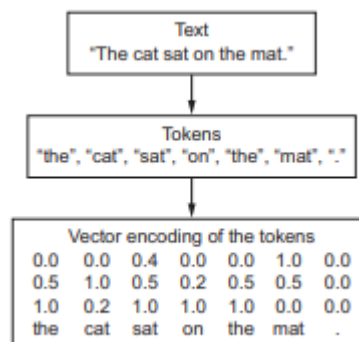 Text
“The cat sat on the mat.”
Tokens
“the”, “cat”, “sat”, “on”, “the”, “mat”, “.”
Vector encoding of the tokens
0.0 0.0 0.4 0.0 0.0 1.0 0.0
0.5 1.0 0.5 0.2 0.5 0.5 0.0
1.0 0.2 1.0 1.0 1.0 0.0 0.0
the cat sat on the mat .